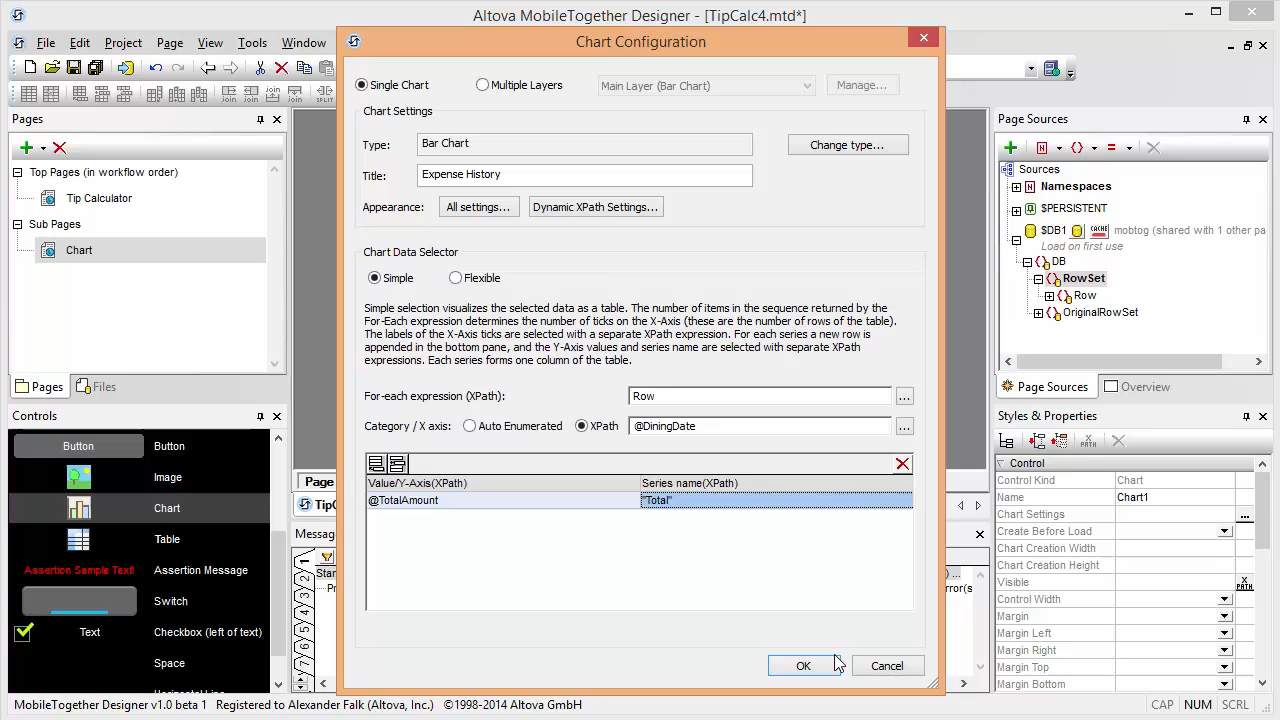 Altova MobileTogether Designer - [TipCalc4.mtd*]
File Edit Project Page View Tools Window
Pages
Top Pages (in workflow order)
Tip Calculator
Sub Pages
Chart
Pages Files
Controls
Button Button
Image
Chart
Table
Assertion Sample Text! Assertion Message
Switch
Text Checkbox (left of text)
Space
Horizontal Line
Chart Configuration
Single Chart Multiple Layers Main Layer (Bar Chart) Manage...
Chart Settings
Type: Bar Chart Change type...
Title: Expense History
Appearance: All settings... Dynamic XPath Settings...
Chart Data Selector
Simple Flexible
Simple selection visualizes the selected data as a table. The number of items in the sequence returned by the
For-Each expression determines the number of ticks on the X-Axis (these are the number of rows of the table).
The labels of the X-Axis ticks are selected with a separate XPath expression. For each series a new row is
appended in the bottom pane, and the Y-Axis values and series name are selected with separate XPath
expressions. Each series forms one column of the table.
For-each expression (XPath): Row ...
Category / X axis: Auto Enumerated XPath @DiningDate ...
Value/Y-Axis(XPath) Series name(XPath)
@TotalAmount "Total"
OK Cancel
Page
Messa
1
2
3
4
5
6
7
Page Sources
Sources
Namespaces
$PERSISTENT
$DB1 CACHE mobtog (shared with 1 other pa
Load on first use
DB
RowSet
Row
OriginalRowSet
Page Sources Overview
Styles & Properties
Control
Control Kind Chart
Name Chart1
Chart Settings ...
Create Before Load
Chart Creation Width
Chart Creation Height
Visible
Control Width
Margin
Margin Left
Margin Right
Margin Top
Margin Bottom
MobileTogether Designer v1.0 beta 1 Registered to Alexander Falk (Altova, Inc.) ©1998-2014 Altova GmbH CAP NUM SCRL